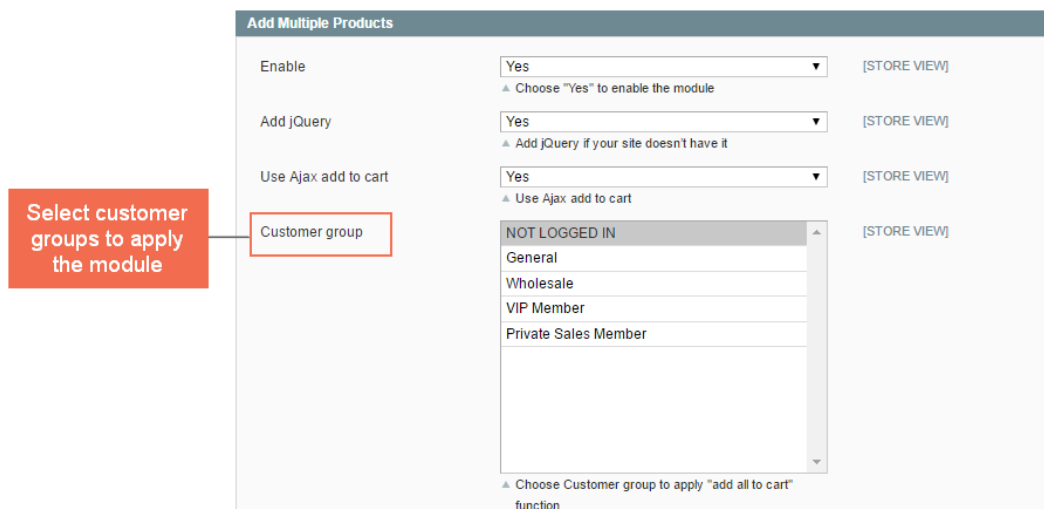 Add Multiple Products
Enable
Yes
[STORE VIEW]
Choose "Yes" to enable the module
Add jQuery
Yes
[STORE VIEW]
Add jQuery if your site doesn't have it
Use Ajax add to cart
Yes
[STORE VIEW]
Use Ajax add to cart
Select customer
groups to apply
the module
Customer group
NOT LOGGED IN
[STORE VIEW]
General
Wholesale
VIP Member
Private Sales Member
Choose Customer group to apply "add all to cart"
function